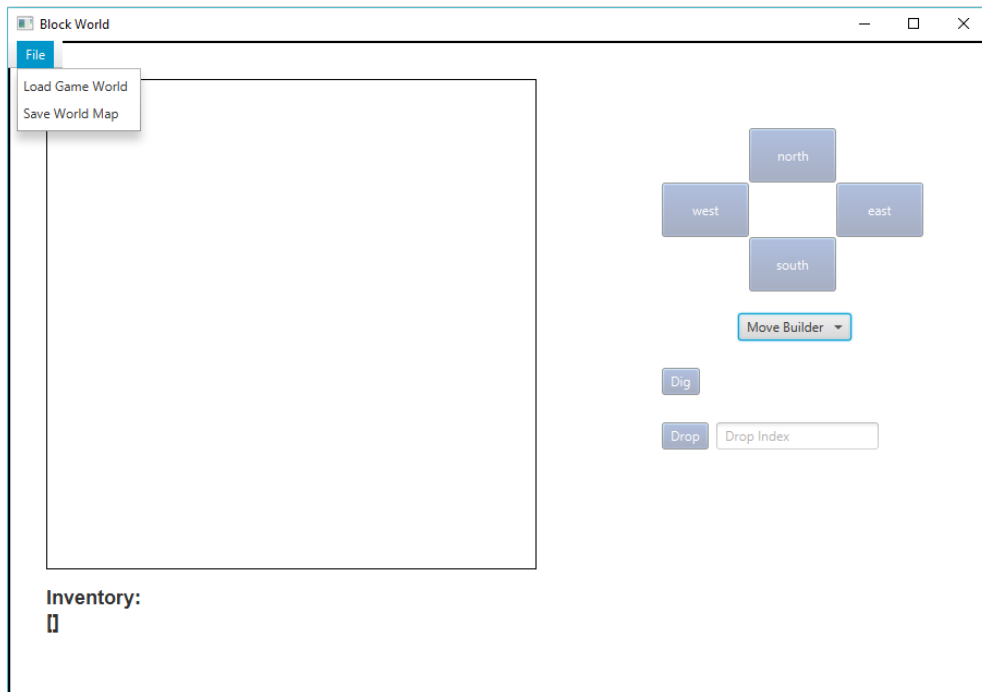 Block World
File
Load Game World
Save World Map
north
west
east
south
Move Builder
Dig
Drop
Drop Index
Inventory:
[]